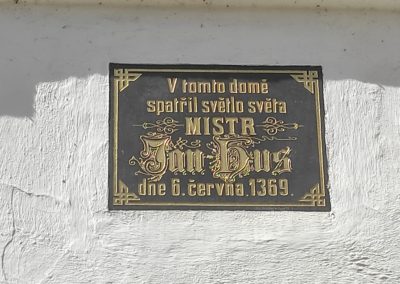 V tomto domě
spatřil světlo světa
MISTR
Jan Hus
dne 6. června 1369.